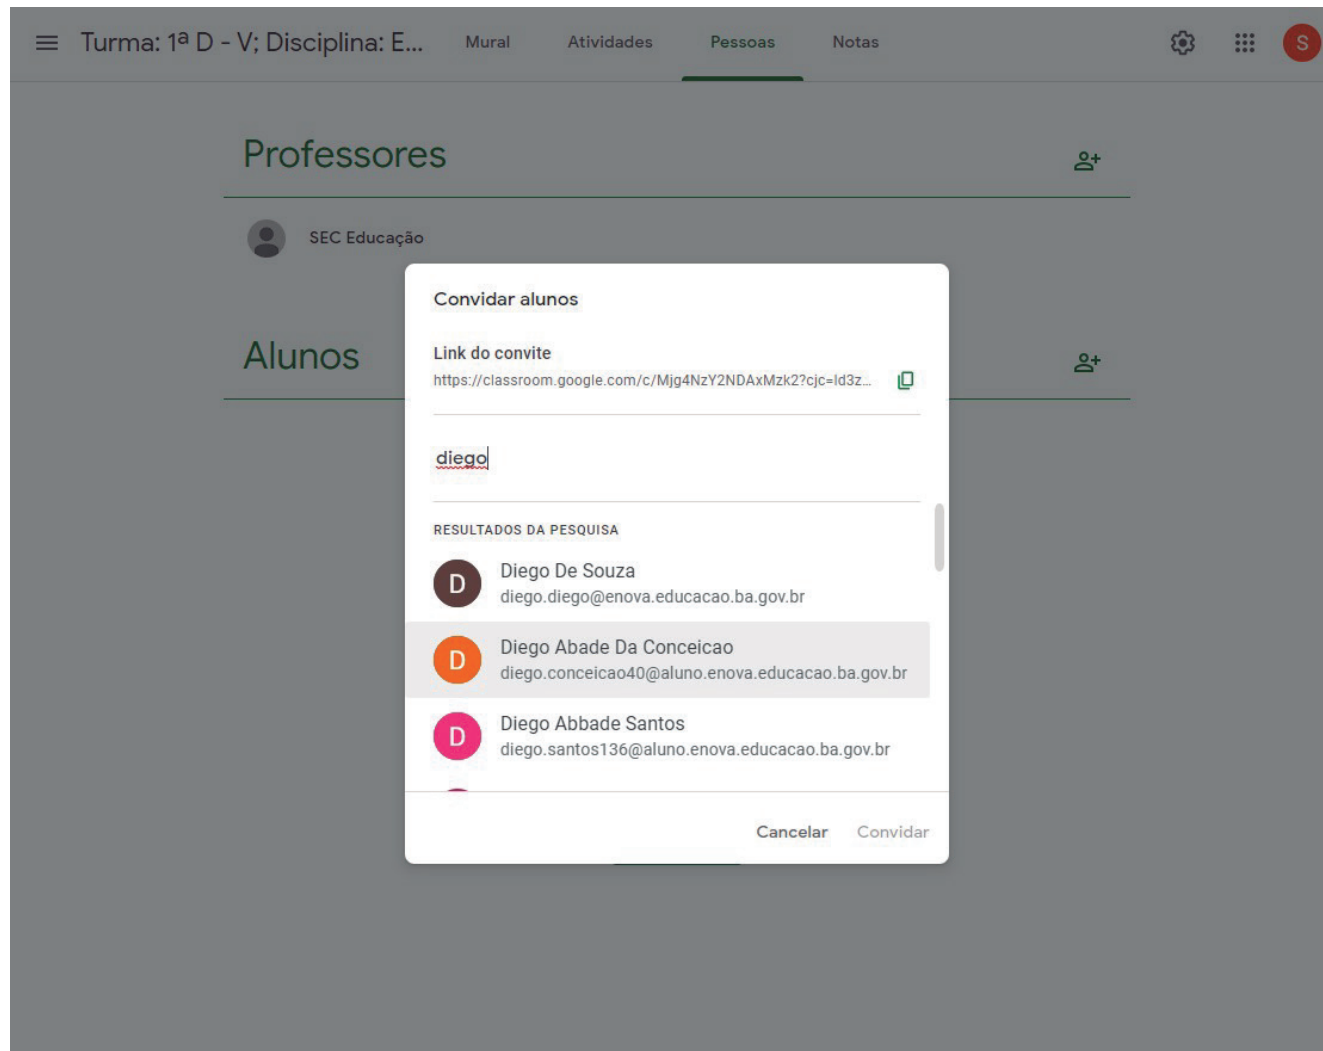 Turma: 1ª D - V; Disciplina: E... Mural Atividades Pessoas Notas S
Professores
SEC Educação
Convidar alunos
Link do convite
https://classroom.google.com/c/Mjg4NzY2NDAxMzk2?cjc=ld3z...
Alunos
diego
RESULTADOS DA PESQUISA
D Diego De Souza
diego.diego@enova.educacao.ba.gov.br
D Diego Abade Da Conceicao
diego.conceicao40@aluno.enova.educacao.ba.gov.br
D Diego Abbade Santos
diego.santos136@aluno.enova.educacao.ba.gov.br
Cancelar Convidar